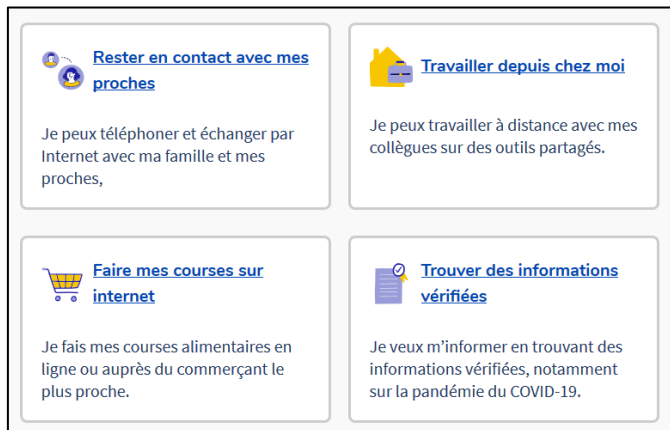 Rester en contact avec mes
proches
Je peux téléphoner et échanger par
Internet avec ma famille et mes
proches,
Travailler depuis chez moi
Je peux travailler à distance avec mes
collègues sur des outils partagés.
Faire mes courses sur
internet
Je fais mes courses alimentaires en
ligne ou auprès du commerçant le
plus proche.
Trouver des informations
vérifiées
Je veux m’informer en trouvant des
informations vérifiées, notamment
sur la pandémie du COVID-19.